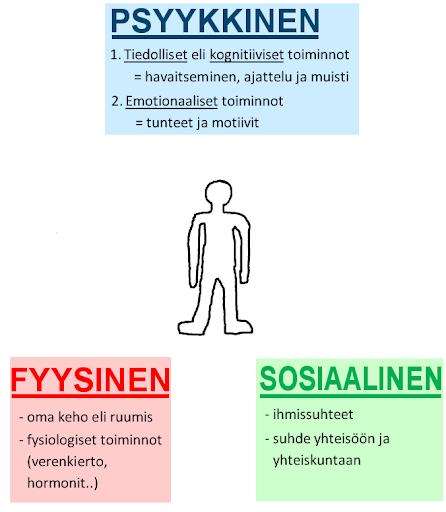 PSYYKKINEN
1. Tiedolliset eli kognitiiviset toiminnot
= havaitseminen, ajattelu ja muisti
2. Emotionaaliset toiminnot
= tunteet ja motiivit
FYYSINEN
- oma keho eli ruumis
- fysiologiset toiminnot
(verenkierto,
hormonit..)
SOSIAALINEN
- ihmissuhteet
- suhde yhteisöön ja
yhteiskuntaan